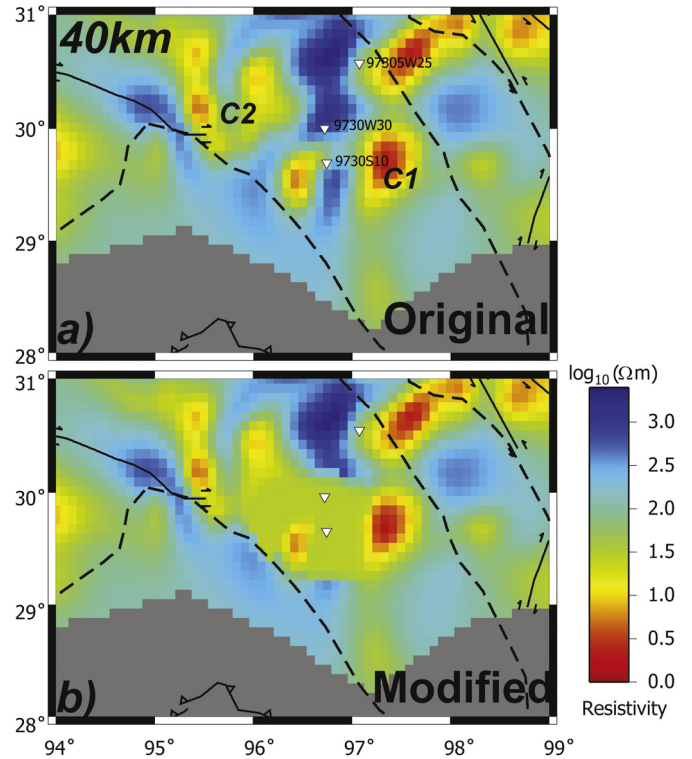 40km
31°
97305W25
C2
9730W30
30°
9730S10
C1
29°
a)
Original
28°
31°
log10 (Ωm)
3.0
30°
2.5
2.0
1.5
29°
1.0
0.5
b)
Modified
0.0
28°
Resistivity
94° 95° 96° 97° 98° 99°